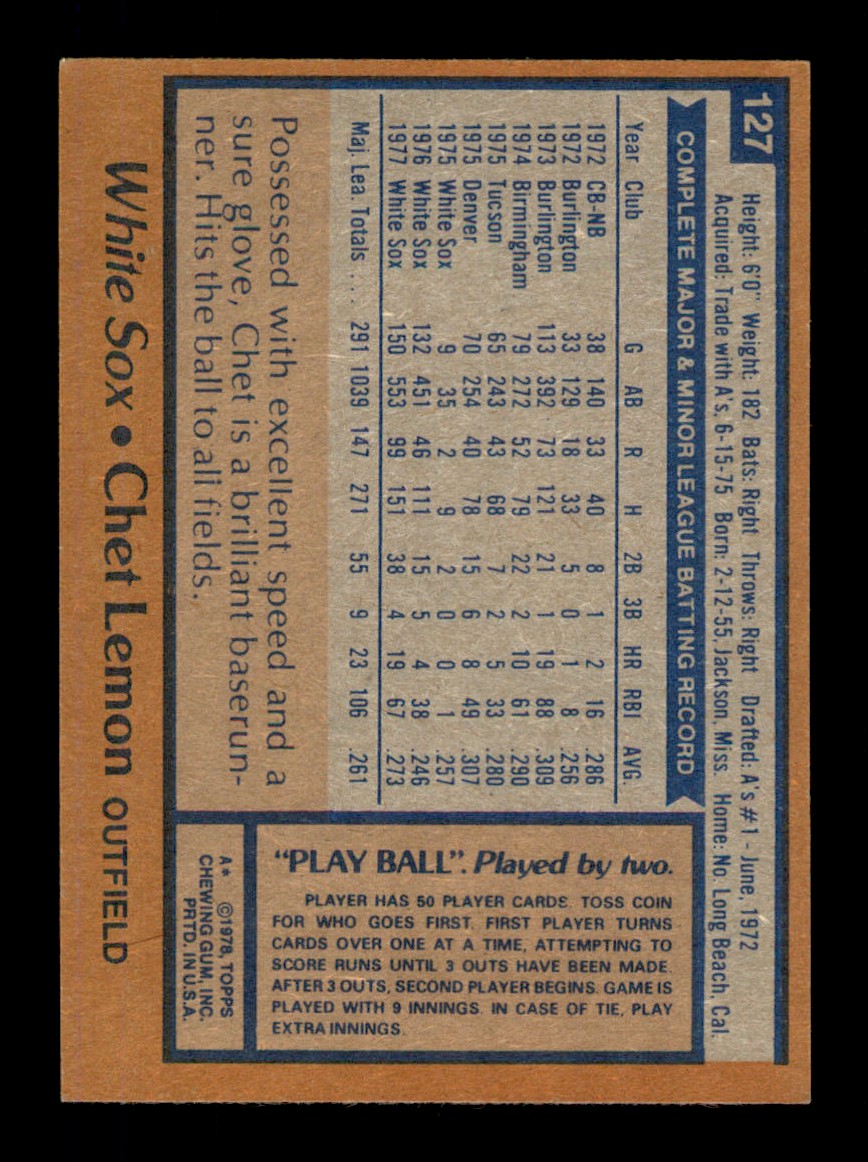 127
Height: 6'0" Weight: 182 Bats: Right Throws: Right Drafted: A's #1 - June, 1972
Acquired: Trade with A's, 6-15-75 Born: 2-12-55, Jackson, Miss. Home: No. Long Beach, Cal.
COMPLETE MAJOR & MINOR LEAGUE BATTING RECORD
Year Club G AB R H 2B 3B HR RBI AVG.
1972 CB-NB 38 140 33 40 8 1 2 16 .286
1972 Burlington 33 129 18 33 5 0 1 8 .256
1973 Burlington 113 392 73 121 21 1 19 88 .309
1974 Birmingham 79 272 52 79 22 2 10 61 .290
1975 Tucson 65 243 43 68 7 2 5 33 .280
1975 Denver 70 254 40 78 15 6 8 49 .307
1975 White Sox 9 35 2 9 2 0 0 1 .257
1976 White Sox 132 451 46 111 15 5 4 38 .246
1977 White Sox 150 553 99 151 38 4 19 67 .273
Maj. Lea. Totals .... 291 1039 147 271 55 9 23 106 .261
Possessed with excellent speed and a
sure glove, Chet is a brilliant baserun-
ner. Hits the ball to all fields.
"PLAY BALL". Played by two.
PLAYER HAS 50 PLAYER CARDS. TOSS COIN
FOR WHO GOES FIRST. FIRST PLAYER TURNS
CARDS OVER ONE AT A TIME, ATTEMPTING TO
SCORE RUNS UNTIL 3 OUTS HAVE BEEN MADE.
AFTER 3 OUTS, SECOND PLAYER BEGINS. GAME IS
PLAYED WITH 9 INNINGS. IN CASE OF TIE, PLAY
EXTRA INNINGS.
A* ©1978, TOPPS
CHEWING GUM, INC.
PRTD. IN U.S.A.
White Sox • Chet Lemon OUTFIELD